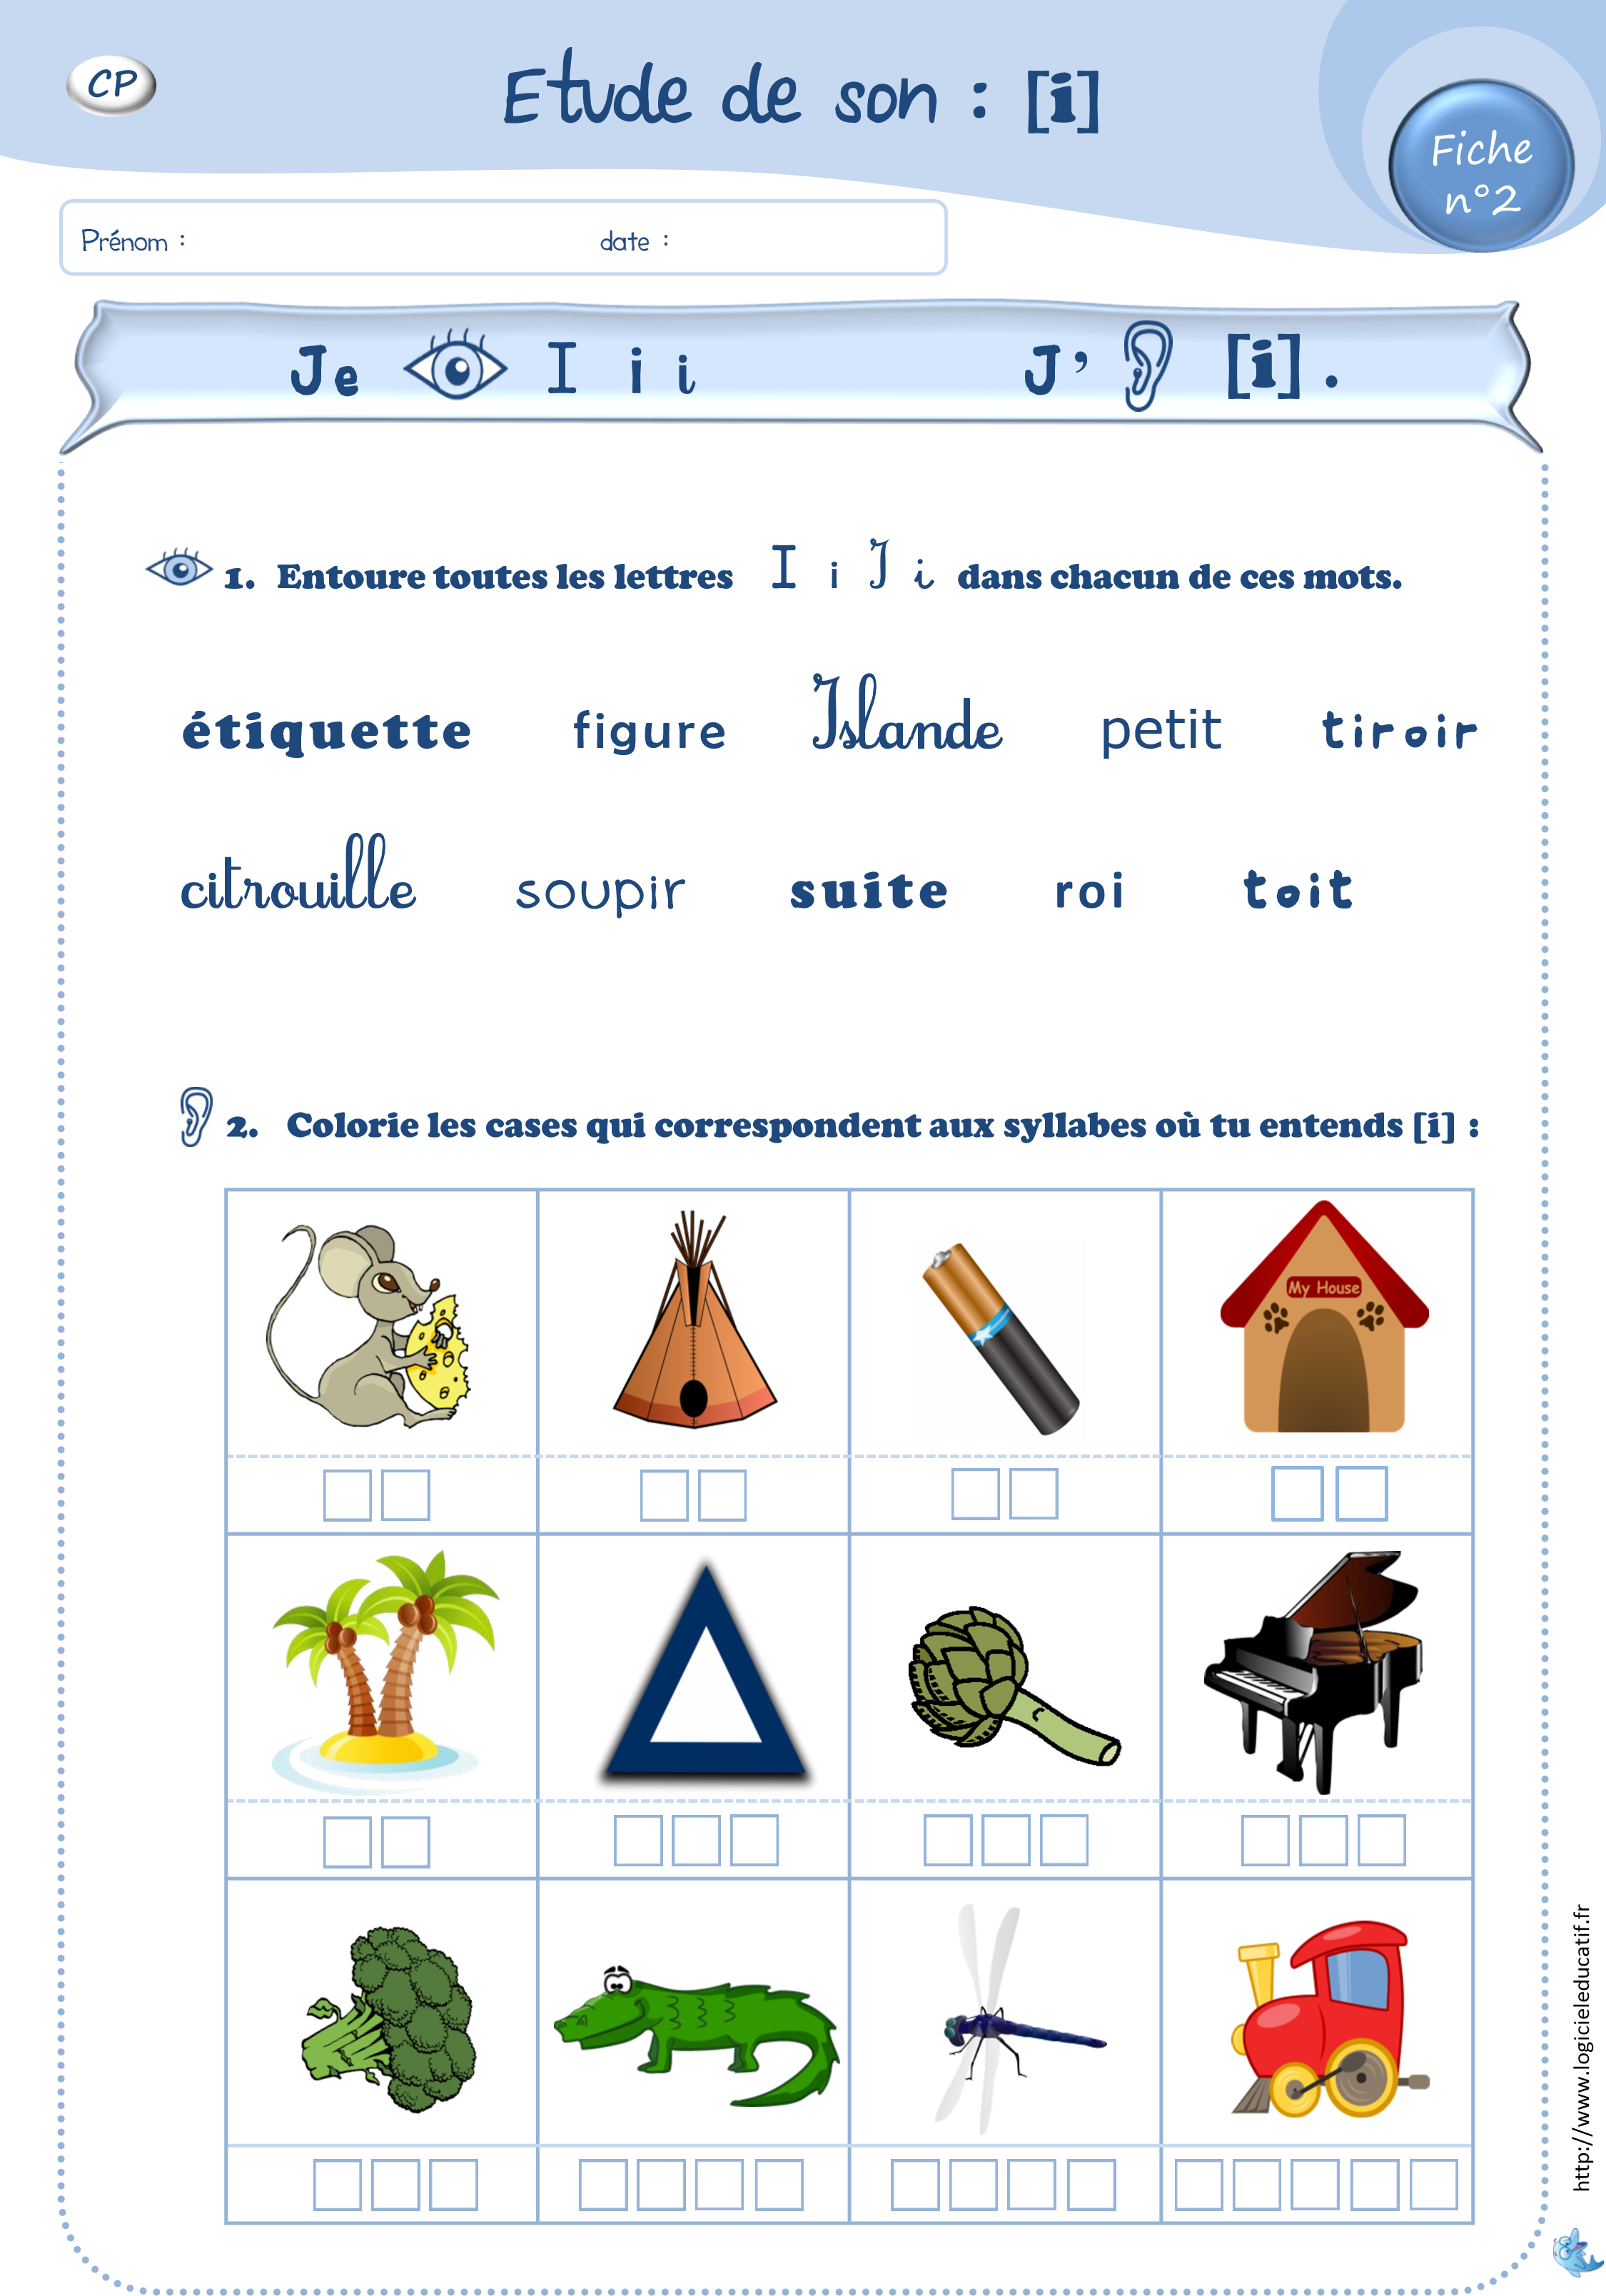 CP
Etude de son : [i]
Fiche
n°2
Prénom : date :
Je I i i J' [i] .
1. Entoure toutes les lettres I i I i dans chacun de ces mots.
étiquette figure Islande petit tiroir
citrouille soupir suite roi toit
2. Colorie les cases qui correspondent aux syllabes où tu entends [i] :
My House
http://www.logicieleducatif.fr